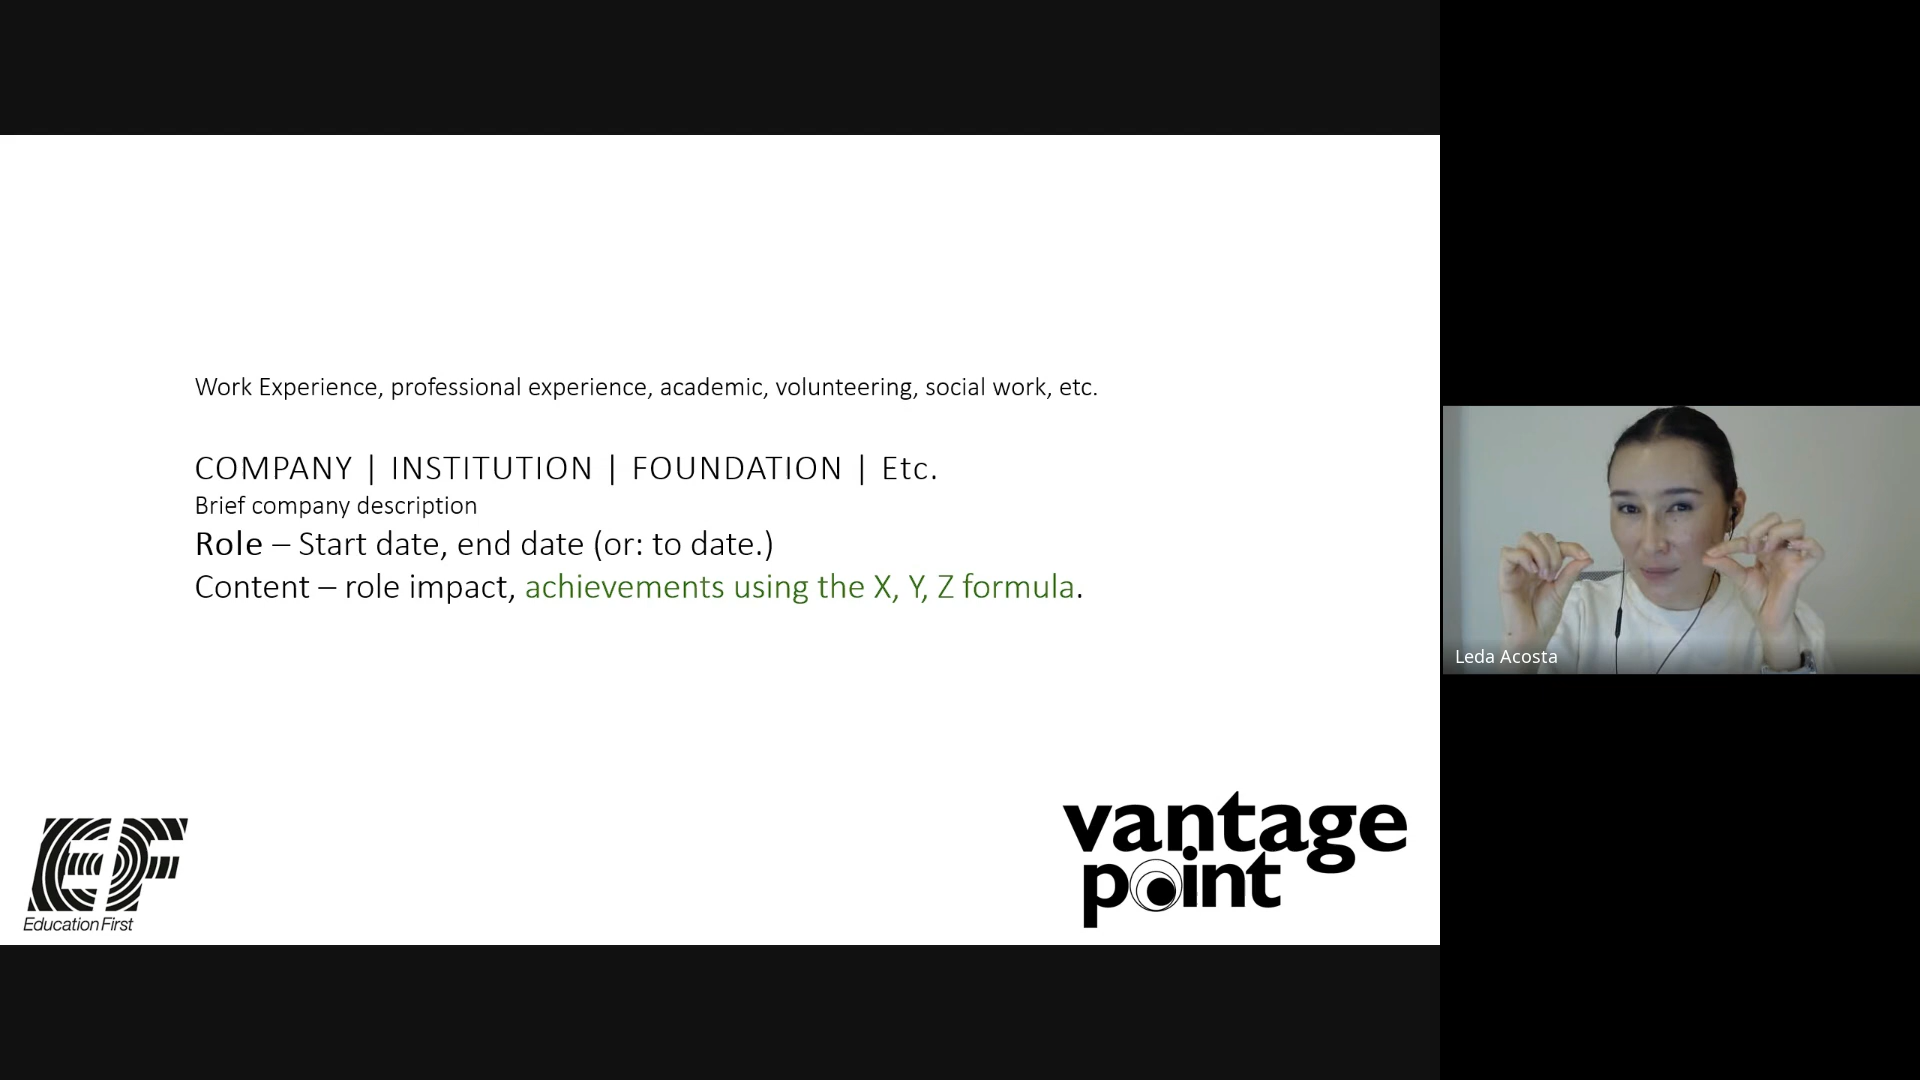 Work Experience, professional experience, academic, volunteering, social work, etc.
COMPANY | INSTITUTION | FOUNDATION | Etc.
Brief company description
Role – Start date, end date (or: to date.)
Content – role impact, achievements using the X, Y, Z formula.
EF
Education First
vantage
point
Leda Acosta